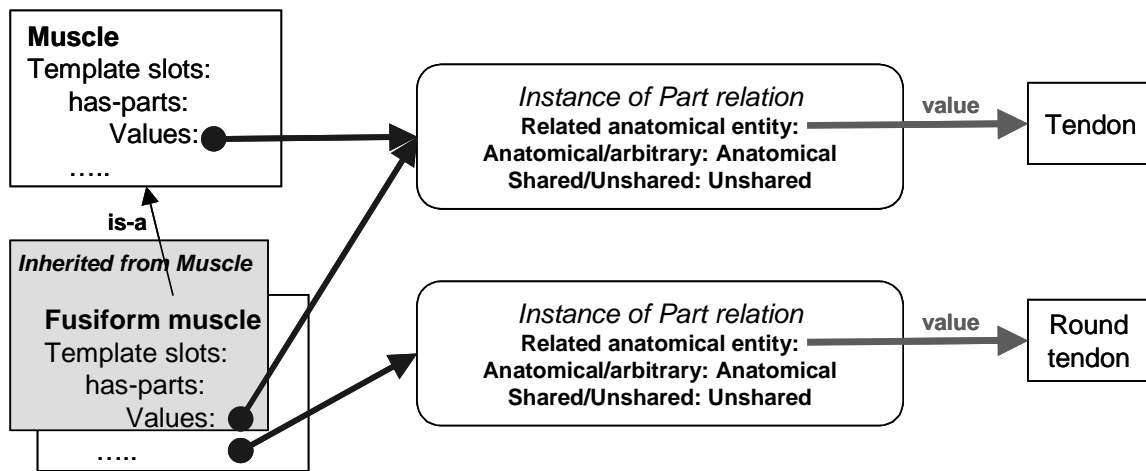 Muscle
Template slots:
has-parts:
Values:
.....
is-a
Inherited from Muscle
Fusiform muscle
Template slots:
has-parts:
Values:
.....
Instance of Part relation
Related anatomical entity:
Anatomical/arbitrary: Anatomical
Shared/Unshared: Unshared
value
Tendon
Instance of Part relation
Related anatomical entity:
Anatomical/arbitrary: Anatomical
Shared/Unshared: Unshared
value
Round
tendon